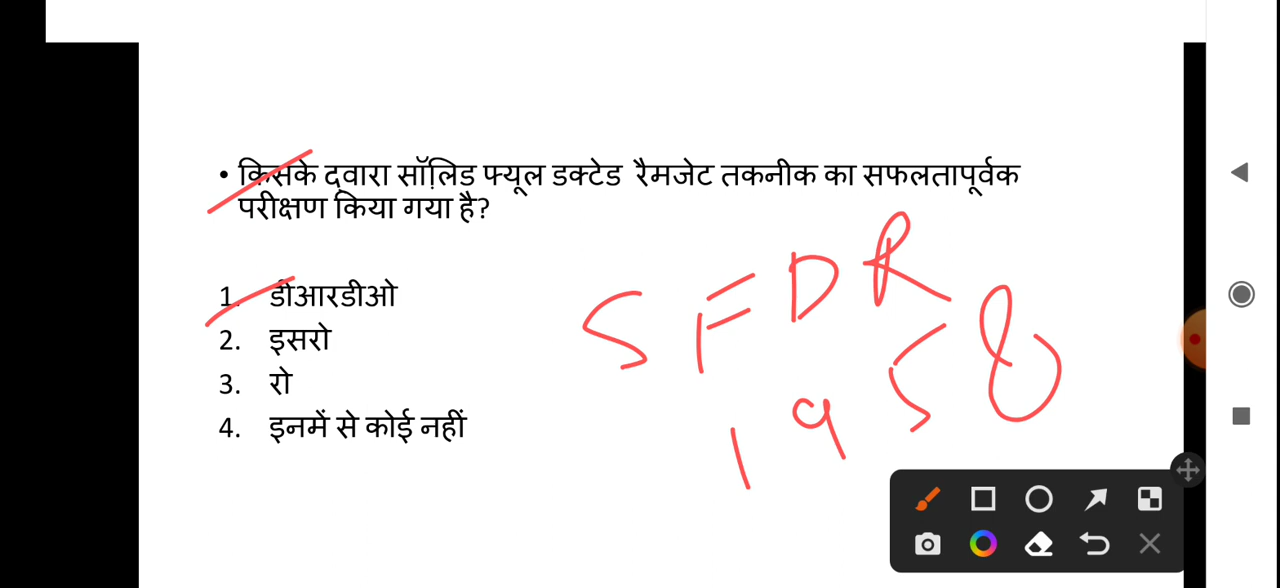 • किसके द्वारा सॉलिड फ्यूल डक्टेड रैमजेट तकनीक का सफलतापूर्वक
परीक्षण किया गया है?
1. डीआरडीओ
2. इसरो
3. रो
4. इनमें से कोई नहीं
SFDR
1958